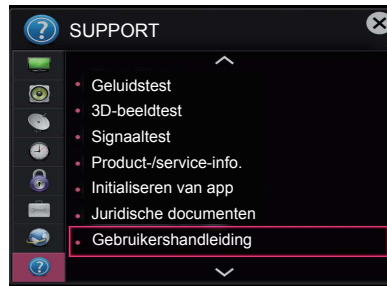 SUPPORT
Geluidstest
3D-beeldtest
Signaaltest
Product-/service-info.
Initialiseren van app
Juridische documenten
Gebruikershandleiding